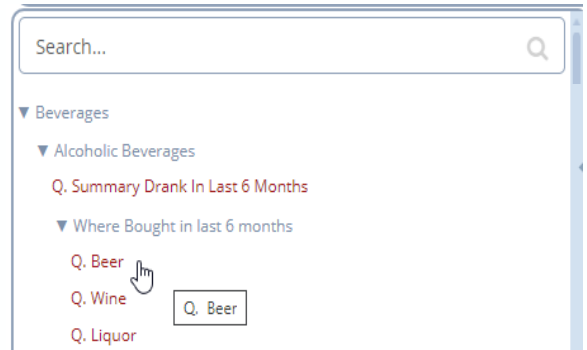 Search...
▼ Beverages
▼ Alcoholic Beverages
Q. Summary Drank In Last 6 Months
▼ Where Bought in last 6 months
Q. Beer
Q. Wine
Q. Beer
Q. Liquor